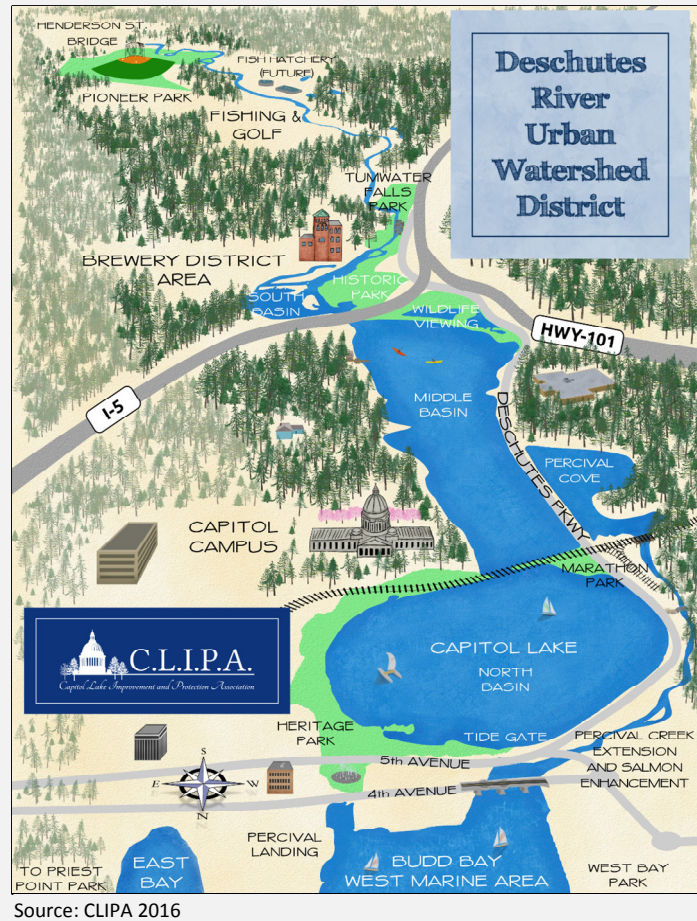 HENDERSON ST.
BRIDGE
Deschutes
River
Urban
Watershed
District
FISH HATCHERY
(FUTURE)
PIONEER PARK
FISHING &
GOLF
TUMWATER
FALLS
PARK
BREWERY DISTRICT
AREA
HISTORIC
PARK
SOUTH
BASIN
WILDLIFE
VIEWING
HWY-101
I-5
MIDDLE
BASIN
DESCHUTES PKWY
PERCIVAL
COVE
CAPITOL
CAMPUS
MARATHON
PARK
C.L.I.P.A.
Capitol Lake Improvement and Protection Association
CAPITOL LAKE
NORTH
BASIN
HERITAGE
PARK
TIDE GATE
PERCIVAL CREEK
EXTENSION
AND SALMON
ENHANCEMENT
5th AVENUE
S
E
W
N
4th AVENUE
PERCIVAL
LANDING
TO PRIEST
POINT PARK
EAST
BAY
BUDD BAY
WEST MARINE AREA
WEST BAY
PARK
Source: CLIPA 2016